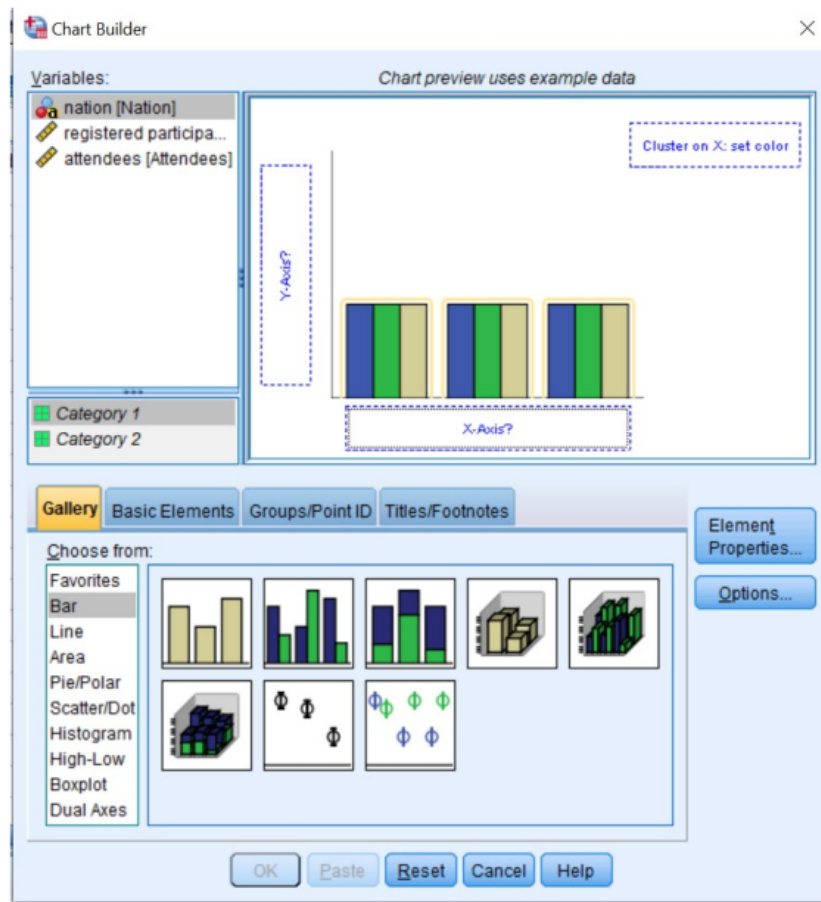 Chart Builder
Variables:
Chart preview uses example data
nation [Nation]
registered participa...
attendees [Attendees]
Category 1
Category 2
Cluster on X: set color
Y-Axis?
X-Axis?
Gallery
Basic Elements
Groups/Point ID
Titles/Footnotes
Choose from:
Favorites
Bar
Line
Area
Pie/Polar
Scatter/Dot
Histogram
High-Low
Boxplot
Dual Axes
Element
Properties...
Options...
OK
Paste
Reset
Cancel
Help